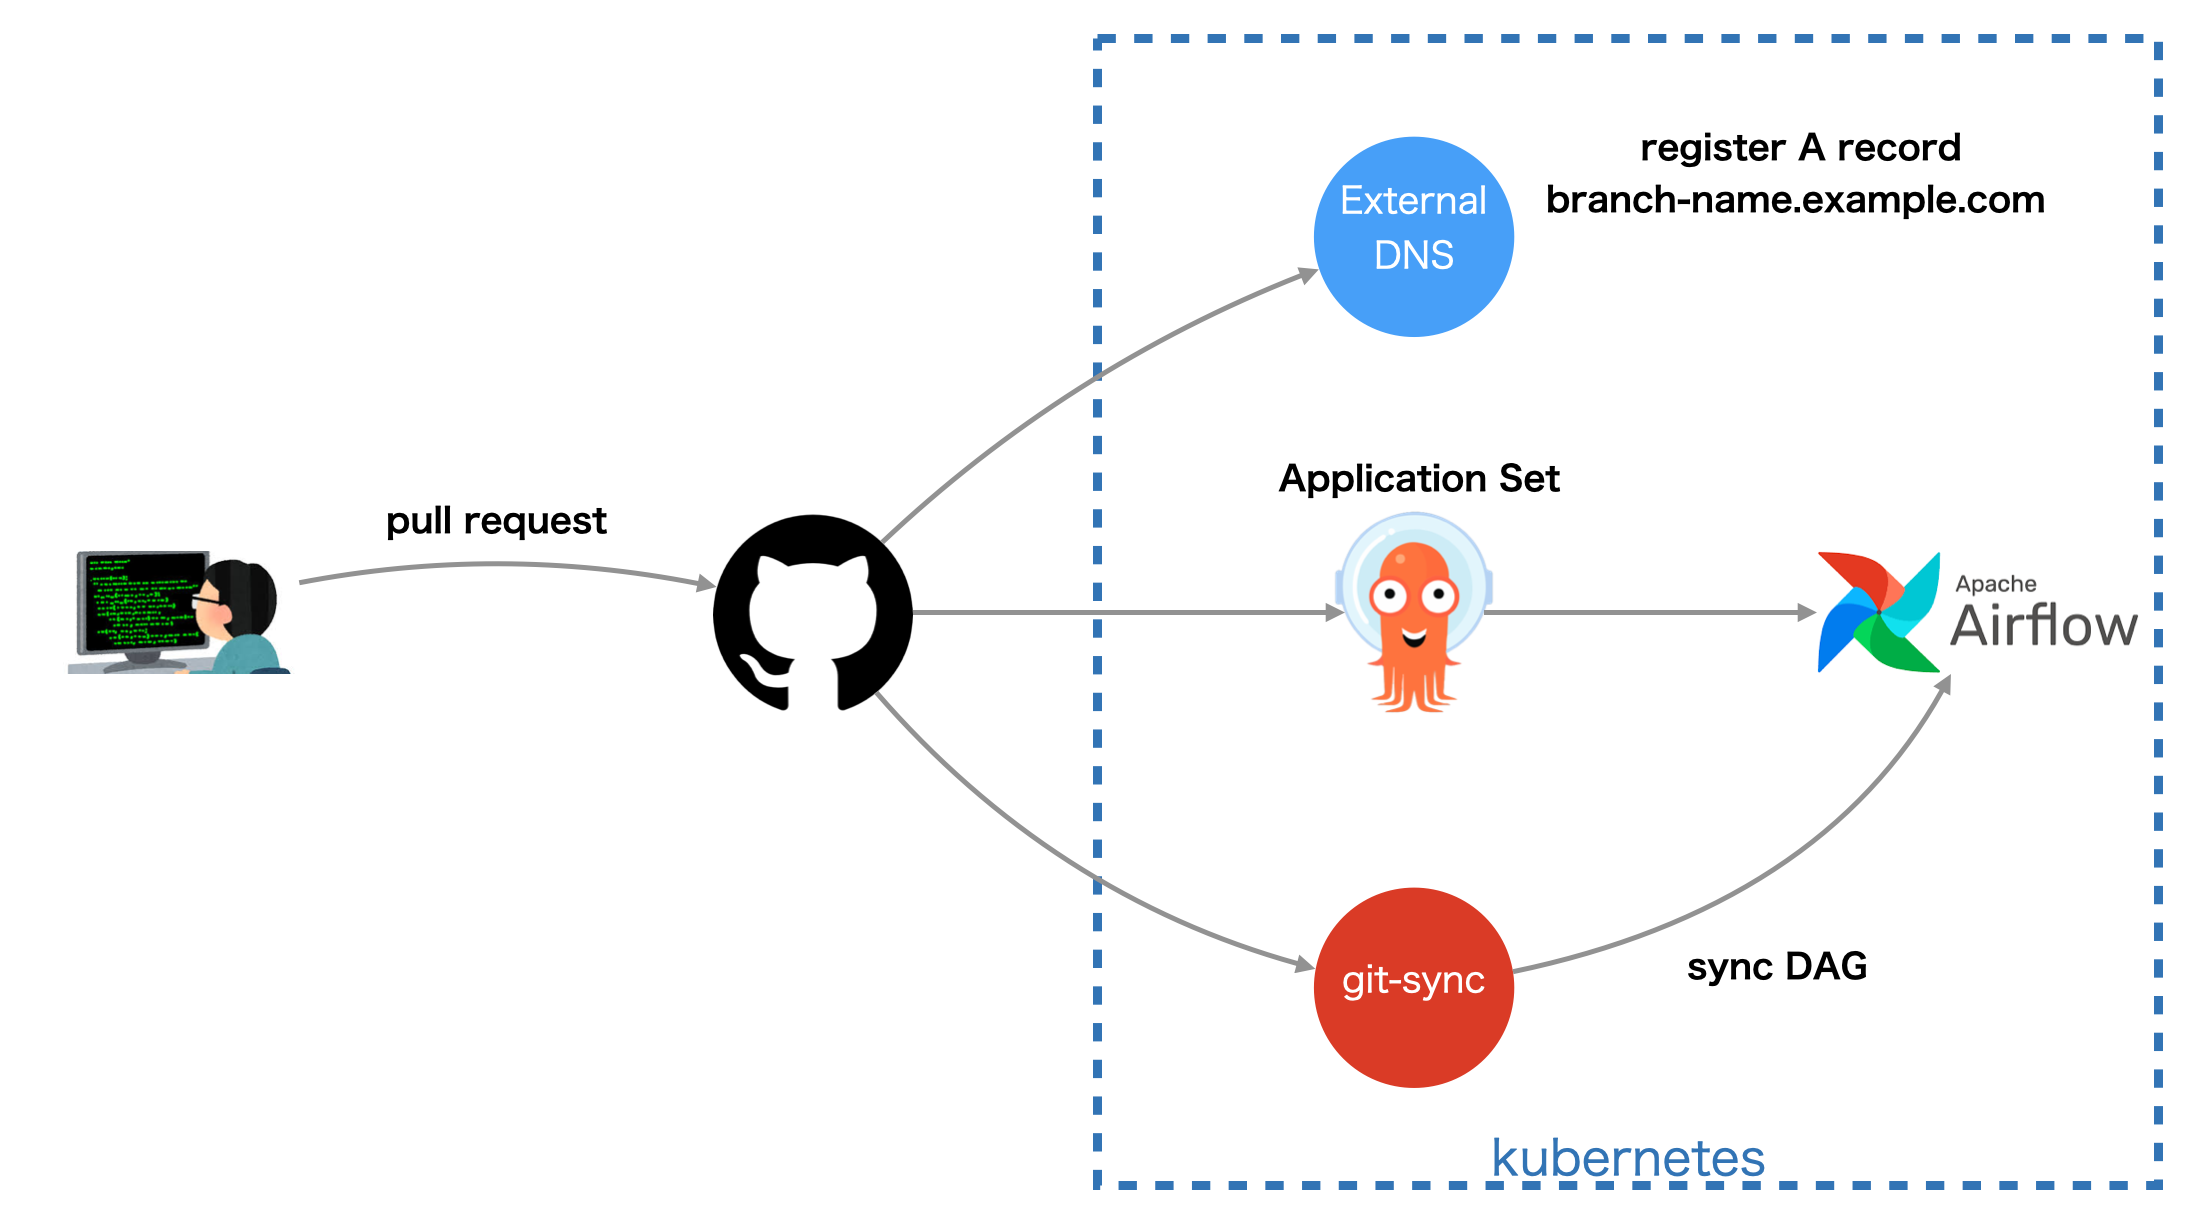 register A record
branch-name.example.com
External
DNS
Application Set
pull request
Apache
Airflow
git-sync
sync DAG
kubernetes